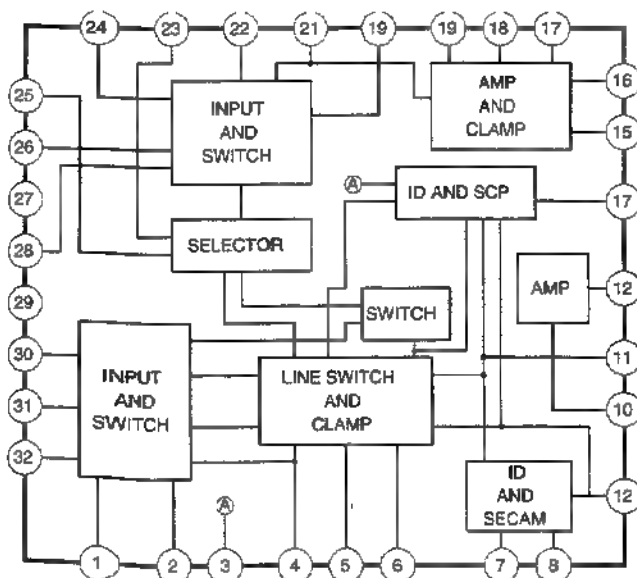 24 23 22 21 19 19 18 17
25
26
27
28
29
30
31
32
16
15
17
12
11
10
12
INPUT
AND
SWITCH
AMP
AND
CLAMP
A
ID AND SCP
SELECTOR
AMP
SWITCH
INPUT
AND
SWITCH
LINE SWITCH
AND
CLAMP
ID
AND
SECAM
A
1 2 3 4 5 6 7 8